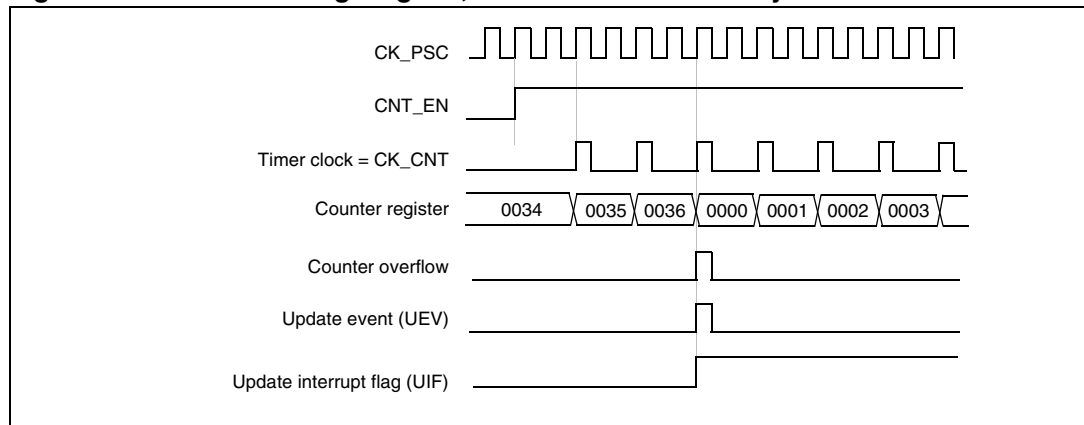 CK_PSC
CNT_EN
Timer clock = CK_CNT
Counter register 0034 0035 0036 0000 0001 0002 0003
Counter overflow
Update event (UEV)
Update interrupt flag (UIF)